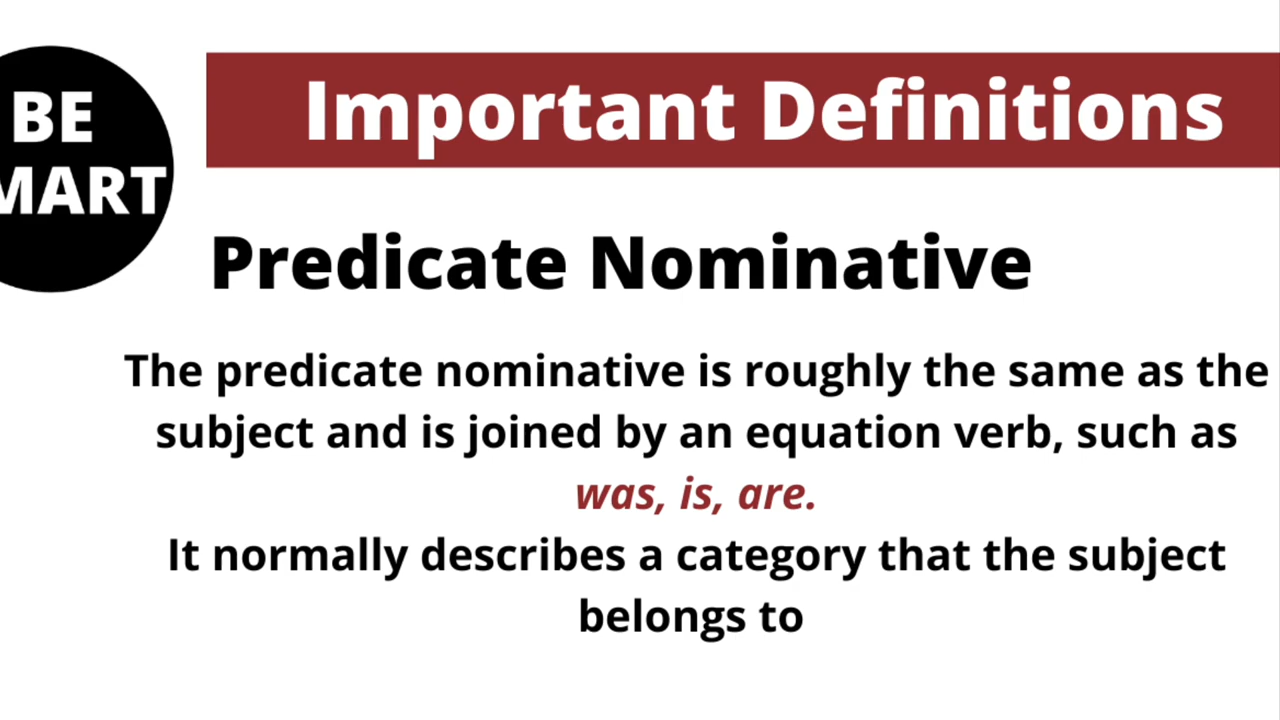 BE
MART
Important Definitions
Predicate Nominative
The predicate nominative is roughly the same as the
subject and is joined by an equation verb, such as
was, is, are.
It normally describes a category that the subject
belongs to